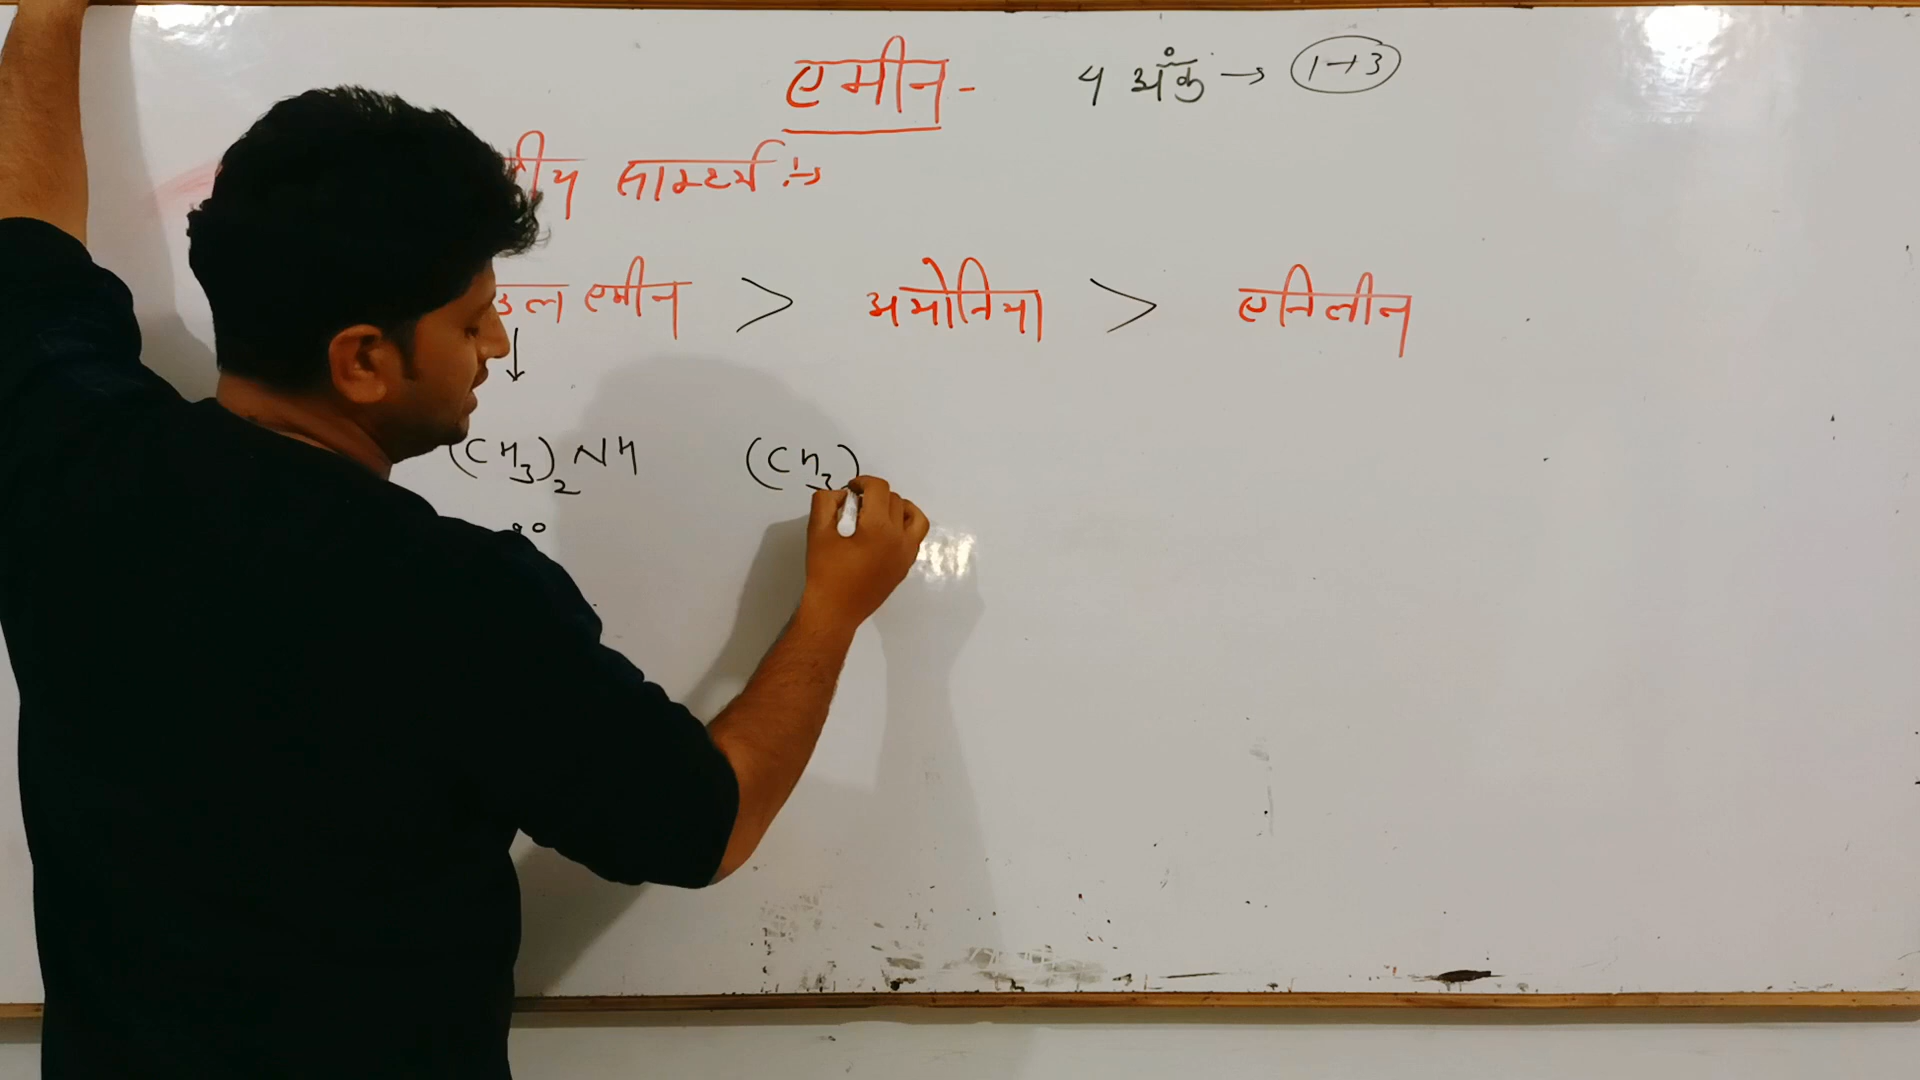 एमीन - 4 अंक → 1→3
सामर्थ्य :→
एमीन > अमोनिया > एनिलीन
↓
(CH3)2NH (CH3)